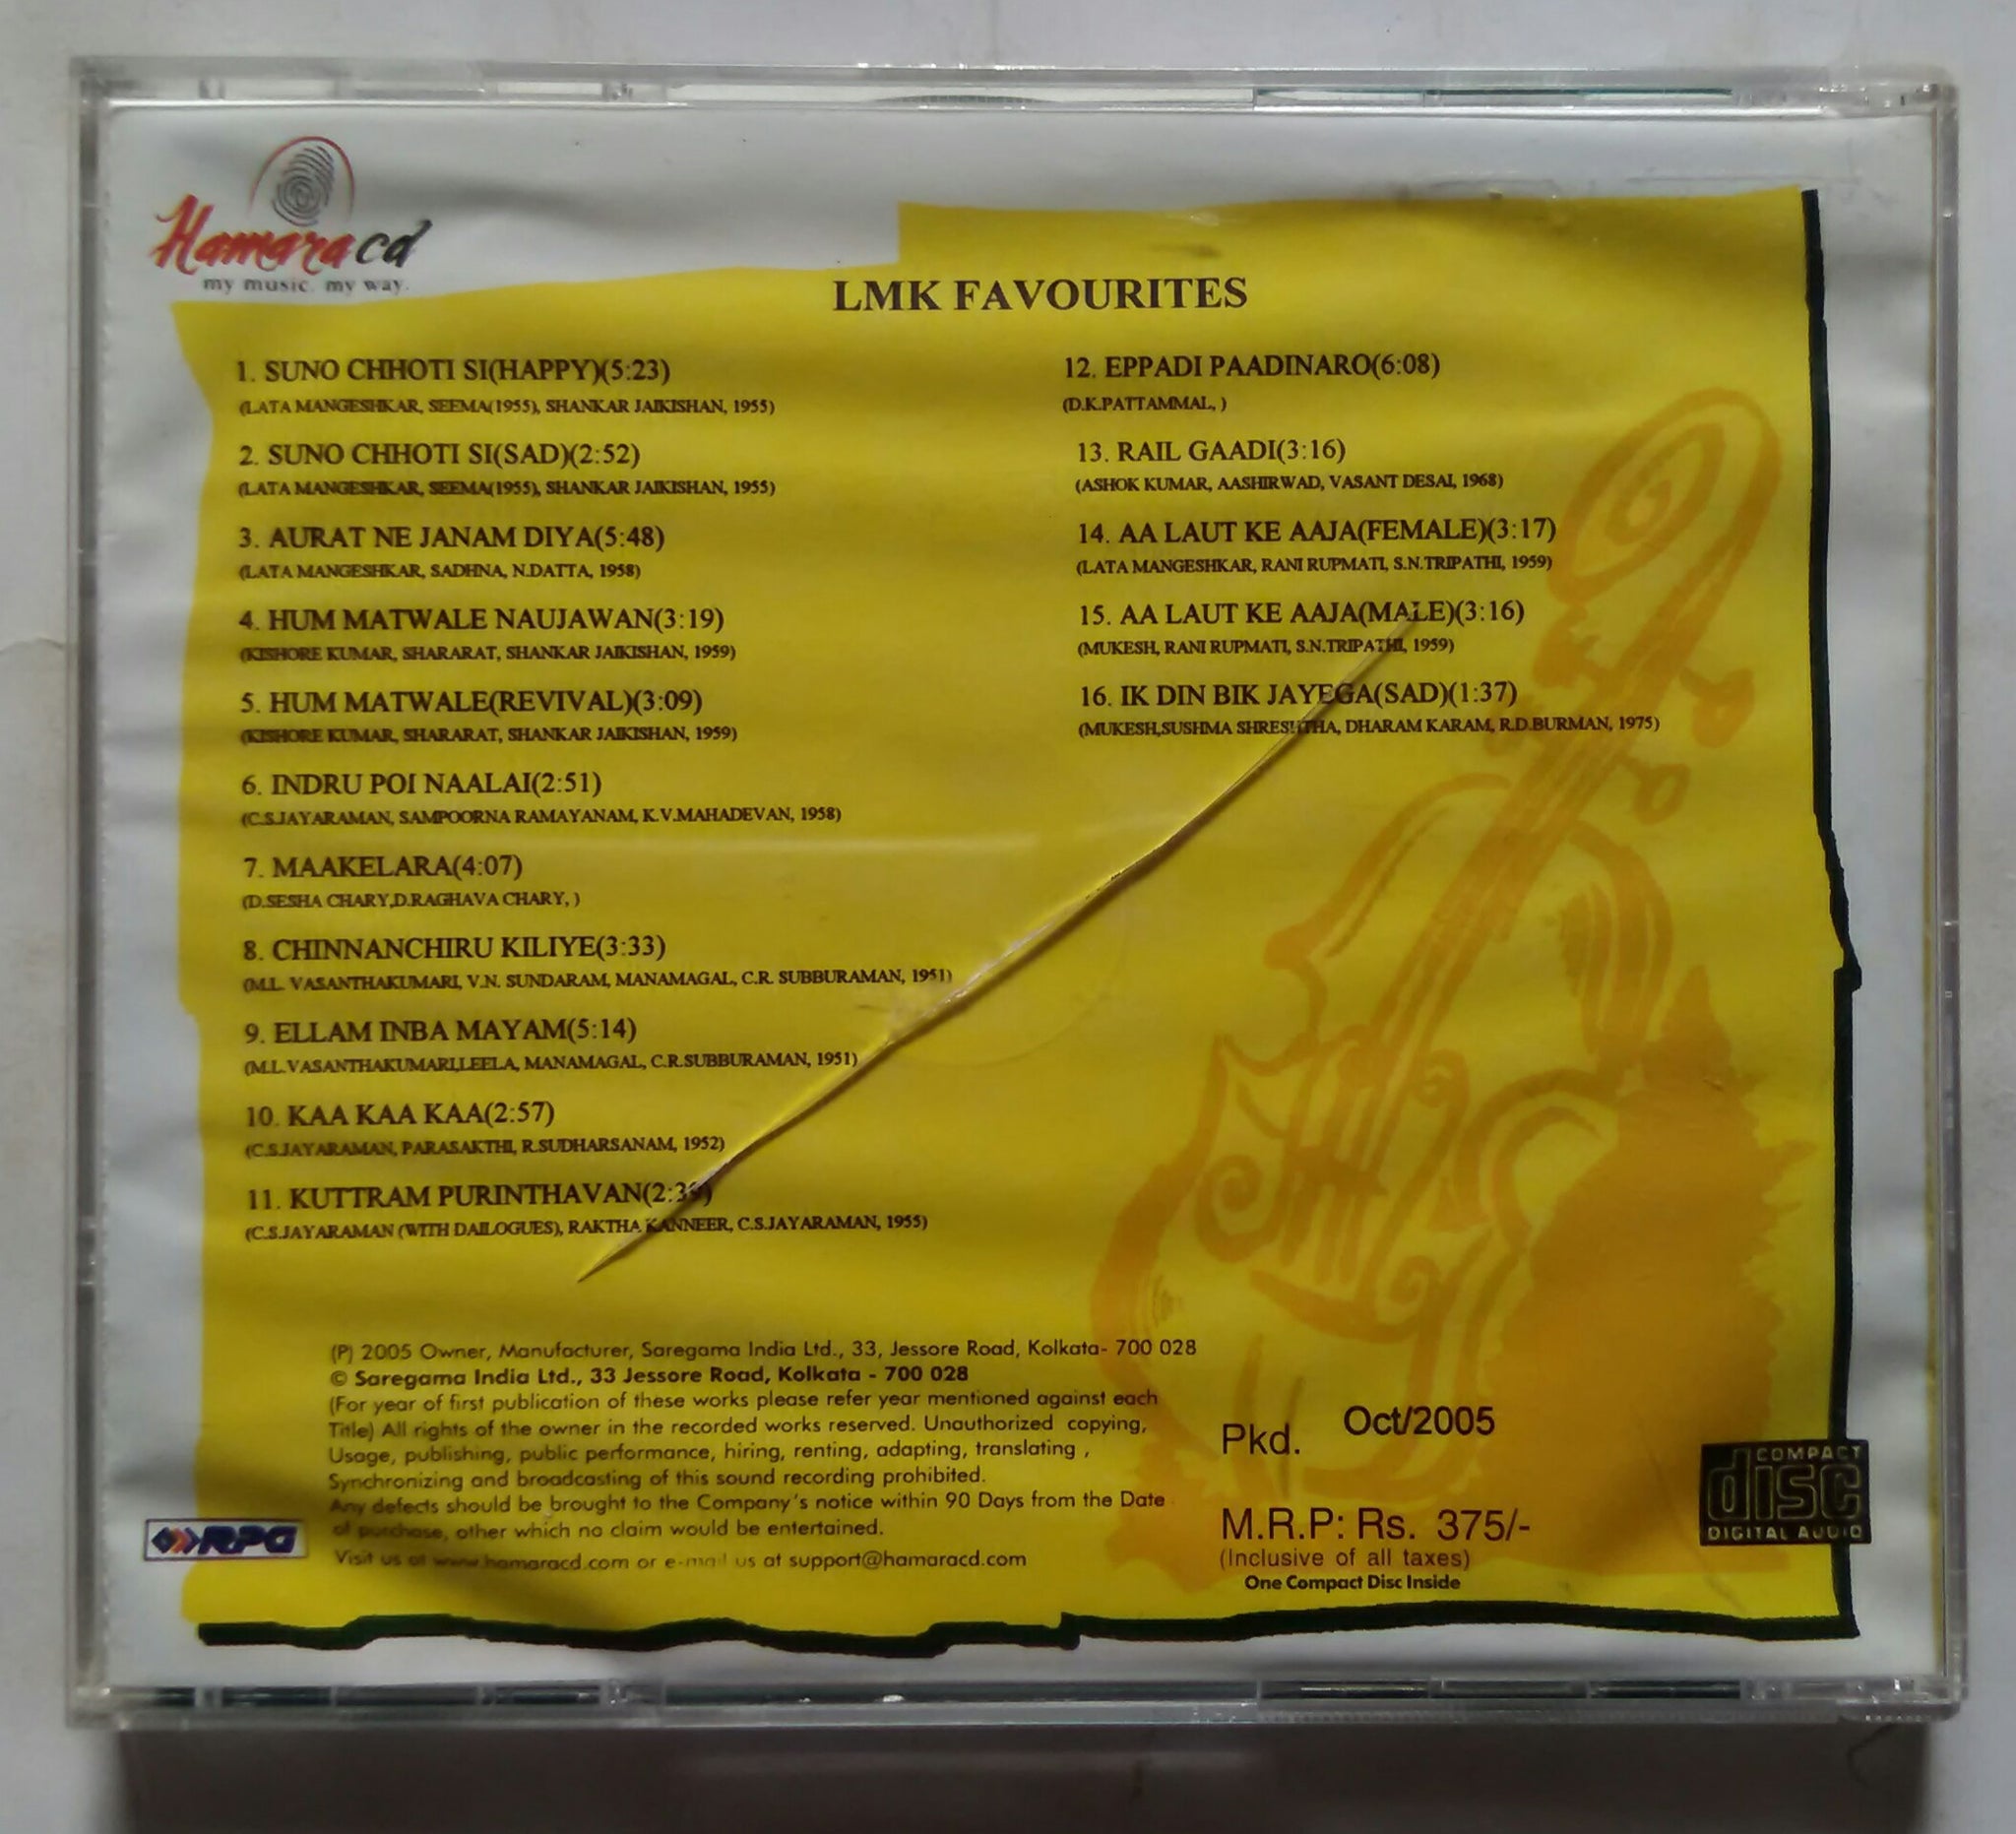 Hamaracd
my music. my way.
LMK FAVOURITES
1. SUNO CHHOTI SI(HAPPY)(5:23)
(LATA MANGESHKAR, SEEMA(1955), SHANKAR JAIKISHAN, 1955)
2. SUNO CHHOTI SI(SAD)(2:52)
(LATA MANGESHKAR, SEEMA(1955), SHANKAR JAIKISHAN, 1955)
3. AURAT NE JANAM DIYA(5:48)
(LATA MANGESHKAR, SADHNA, N.DATTA, 1958)
4. HUM MATWALE NAUJAWAN(3:19)
(KISHORE KUMAR, SHARARAT, SHANKAR JAIKISHAN, 1959)
5. HUM MATWALE(REVIVAL)(3:09)
(KISHORE KUMAR, SHARARAT, SHANKAR JAIKISHAN, 1959)
6. INDRU POI NAALAI(2:51)
(C.S.JAYARAMAN, SAMPOORNA RAMAYANAM, K.V.MAHADEVAN, 1958)
7. MAAKELARA(4:07)
(D.SESHA CHARY,D.RAGHAVA CHARY, )
8. CHINNANCHIRU KILIYE(3:33)
(M.L. VASANTHAKUMARI, V.N. SUNDARAM, MANAMAGAL, C.R. SUBBURAMAN, 1951)
9. ELLAM INBA MAYAM(5:14)
(M.L.VASANTHAKUMARI,LEELA, MANAMAGAL, C.R.SUBBURAMAN, 1951)
10. KAA KAA KAA(2:57)
(C.S.JAYARAMAN, PARASAKTHI, R.SUDHARSANAM, 1952)
11. KUTTRAM PURINTHAVAN
(C.S.JAYARAMAN (WITH DAILOGUES), RAKTHA KANNEER, C.S.JAYARAMAN, 1955)
12. EPPADI PAADINARO(6:08)
(D.K.PATTAMMAL, )
13. RAIL GAADI(3:16)
(ASHOK KUMAR, AASHIRWAD, VASANT DESAI, 1968)
14. AA LAUT KE AAJA(FEMALE)(3:17)
(LATA MANGESHKAR, RANI RUPMATI, S.N.TRIPATHI, 1959)
15. AA LAUT KE AAJA(MALE)(3:16)
(MUKESH, RANI RUPMATI, S.N.TRIPATHI, 1959)
16. IK DIN BIK JAYEGA(SAD)(1:37)
(MUKESH,SUSHMA SHRESHTHA, DHARAM KARAM, R.D.BURMAN, 1975)
(P) 2005 Owner, Manufacturer, Saregama India Ltd., 33, Jessore Road, Kolkata- 700 028
© Saregama India Ltd., 33 Jessore Road, Kolkata - 700 028
(For year of first publication of these works please refer year mentioned against each
Title) All rights of the owner in the recorded works reserved. Unauthorized copying,
Usage, publishing, public performance, hiring, renting, adapting, translating ,
Synchronizing and broadcasting of this sound recording prohibited.
Any defects should be brought to the Company's notice within 90 Days from the Date
of purchase, other which no claim would be entertained.
Visit us at www.hamaracd.com or e-mail us at support@hamaracd.com
RPG
Pkd. Oct/2005
M.R.P: Rs. 375/-
(Inclusive of all taxes)
One Compact Disc Inside
COMPACT
disc
DIGITAL AUDIO